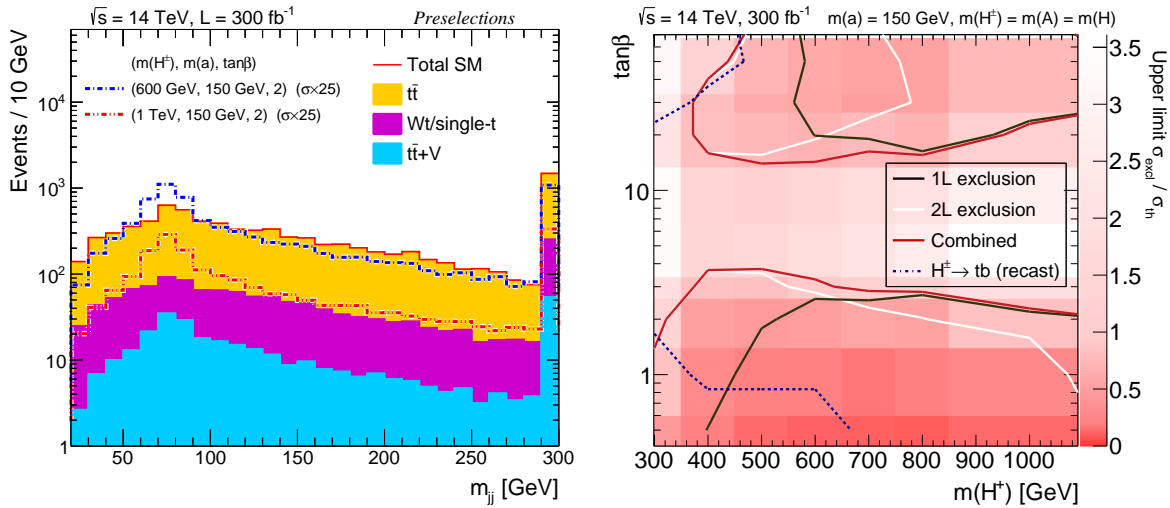 √s = 14 TeV, L = 300 fb⁻¹ Preselections
(m(H±), m(a), tanβ)
(600 GeV, 150 GeV, 2) (σ×25)
(1 TeV, 150 GeV, 2) (σ×25)
Total SM
tt̄
Wt/single-t
tt̄+V
Events / 10 GeV
10⁴
10³
10²
10
1
50 100 150 200 250 300
m_jj [GeV]
√s = 14 TeV, 300 fb⁻¹ m(a) = 150 GeV, m(H±) = m(A) = m(H)
tanβ
10
1
1L exclusion
2L exclusion
Combined
H±→ tb (recast)
300 400 500 600 700 800 900 1000
m(H⁺) [GeV]
3.5
3
2.5
2
1.5
1
0.5
0
Upper limit σ_excl / σ_th